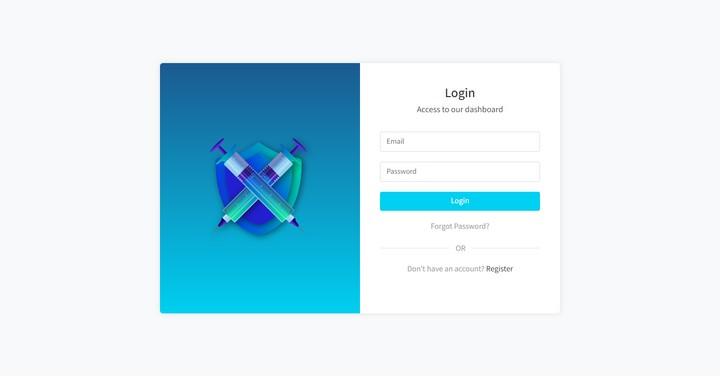 Login
Access to our dashboard
Email
Password
Login
Forgot Password?
OR
Don't have an account? Register